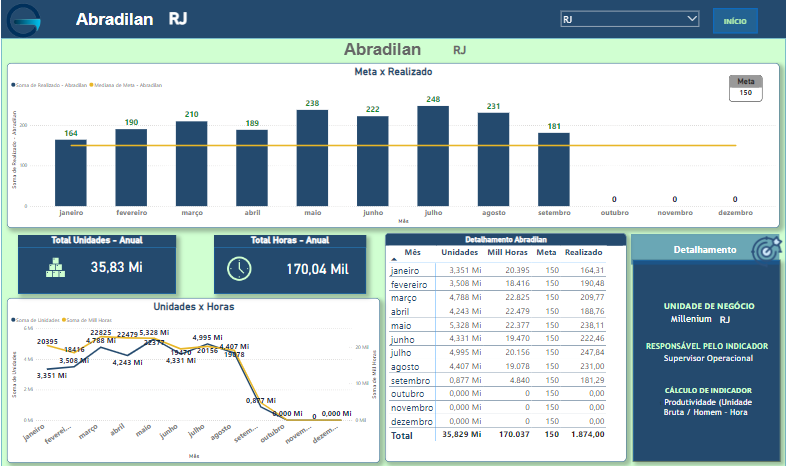 Abradilan RJ
RJ
INÍCIO
Abradilan RJ
Meta x Realizado
Soma de Realizado - Abradilan Mediana de Meta - Abradilan
Meta
150
Soma de Realizado - Abradilan
200
100
0
164 190 210 189 238 222 248 231 181 0 0 0
janeiro fevereiro março abril maio junho julho agosto setembro outubro novembro dezembro
Mês
Total Unidades - Anual
35,83 Mi
Total Horas - Anual
170,04 Mil
Unidades x Horas
Soma de Unidades Soma de Mill Horas
Soma de Unidades
6 Mi
4 Mi
2 Mi
0 Mi
20395 18416 22825 22479 22377 19470 20156 19078 0
3,351 Mi 3,508 Mi 4,788 Mi 4,243 Mi 5,328 Mi 4,331 Mi 4,995 Mi 4,407 Mi 0,877 Mi 0,000 Mi 0,000 Mi
20 Mil
10 Mil
0 Mil
Soma de Mill Horas
janeiro feverei... março abril maio junho julho agosto setem... outubro novem... dezem...
Mês
Detalhamento Abradilan
Mês Unidades Mill Horas Meta Realizado
janeiro 3,351 Mi 20.395 150 164,31
fevereiro 3,508 Mi 18.416 150 190,48
março 4,788 Mi 22.825 150 209,77
abril 4,243 Mi 22.479 150 188,76
maio 5,328 Mi 22.377 150 238,11
junho 4,331 Mi 19.470 150 222,46
julho 4,995 Mi 20.156 150 247,84
agosto 4,407 Mi 19.078 150 231,00
setembro 0,877 Mi 4.840 150 181,29
outubro 0,000 Mi 0 150 0,00
novembro 0,000 Mi 0 150 0,00
dezembro 0,000 Mi 0 150 0,00
Total 35,829 Mi 170.037 150 1.874,00
Detalhamento
UNIDADE DE NEGÓCIO
Millenium RJ
RESPONSÁVEL PELO INDICADOR
Supervisor Operacional
CÁLCULO DE INDICADOR
Produtividade (Unidade
Bruta / Homem - Hora